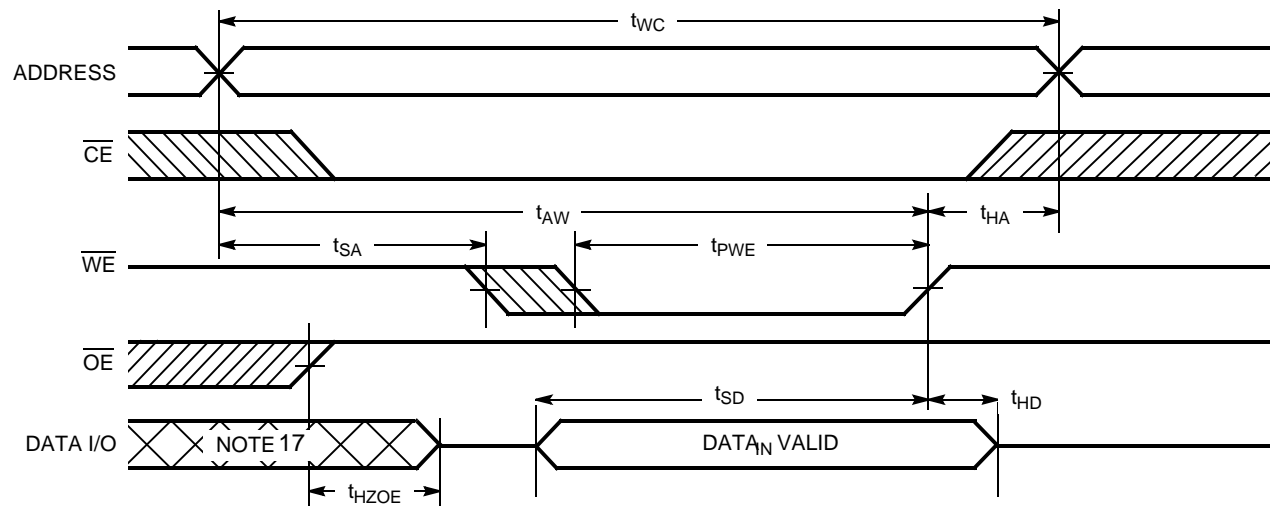 tWC
ADDRESS
CE
tAW
tHA
tSA
tPWE
WE
OE
tSD
tHD
DATA I/O
NOTE 17
DATAIN VALID
tHZOE